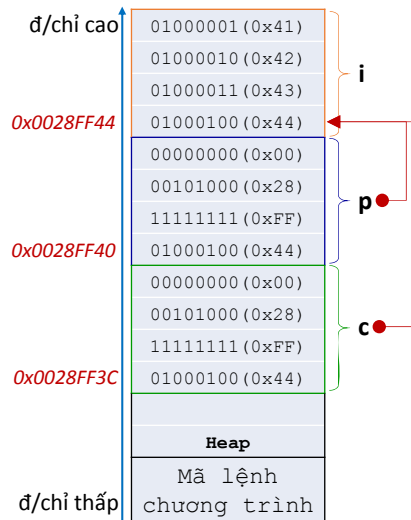 đ/chỉ cao
01000001(0x41)
01000010(0x42)
i
01000011(0x43)
0x0028FF44
01000100(0x44)
00000000(0x00)
00101000(0x28)
p
11111111(0xFF)
0x0028FF40
01000100(0x44)
00000000(0x00)
00101000(0x28)
c
11111111(0xFF)
0x0028FF3C
01000100(0x44)
Heap
Mã lệnh
đ/chỉ thấp
chương trình